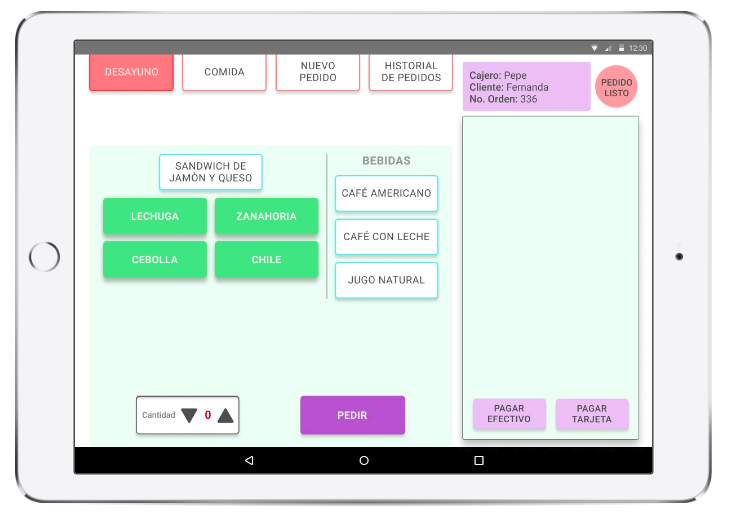 12:30
DESAYUNO
COMIDA
NUEVO
PEDIDO
HISTORIAL
DE PEDIDOS
Cajero: Pepe
Cliente: Fernanda
No. Orden: 336
PEDIDO
LISTO
SANDWICH DE
JAMÒN Y QUESO
LECHUGA
ZANAHORIA
CEBOLLA
CHILE
BEBIDAS
CAFÉ AMERICANO
CAFÉ CON LECHE
JUGO NATURAL
Cantidad 0
PEDIR
PAGAR
EFECTIVO
PAGAR
TARJETA